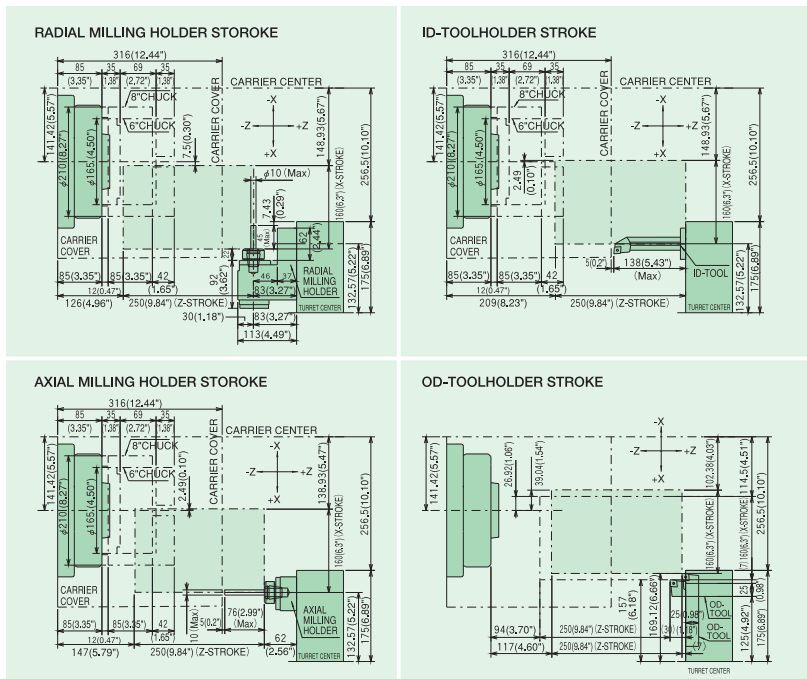 RADIAL MILLING HOLDER STOROKE
316(12.44")
85 35 69 35
(3.35") (1.38") (2.72") (1.38")
CARRIER CENTER
8"CHUCK
6"CHUCK
CARRIER COVER
141.42(5.57")
φ210(8.27")
φ165.(4.50")
7.5(0.30")
-X
-Z +Z
+X
148.93(5.67")
256.5(10.10")
160(6.3")(X-STROKE)
φ10(Max)
7.43
(0.29")
45
(Max)
62
(2.44")
22
92
(3.62")
CARRIER
COVER
RADIAL
MILLING
HOLDER
46 37
85(3.35") 85(3.35") 42
12(0.47") (1.65")
83(3.27")
126(4.96") 250(9.84")(Z-STROKE)
TURRET CENTER
30(1.18") 83(3.27")
113(4.49")
132.57(5.22")
175(6.89")
ID-TOOLHOLDER STROKE
316(12.44")
85 35 69 35
(3.35") (1.38") (2.72") (1.38")
CARRIER CENTER
8"CHUCK
6"CHUCK
CARRIER COVER
141.42(5.57")
φ210(8.27")
φ165.(4.50")
2.49
(0.10")
-X
-Z +Z
+X
148.93(5.67")
256.5(10.10")
160(6.3")(X-STROKE)
CARRIER
COVER
5(0.2") 138(5.43")
(Max)
ID-TOOL
85(3.35") 85(3.35") 42
12(0.47") (1.65")
209(8.23") 250(9.84")(Z-STROKE)
TURRET CENTER
132.57(5.22")
175(6.89")
AXIAL MILLING HOLDER STOROKE
316(12.44")
85 35 69 35
(3.35") (1.38") (2.72") (1.38")
CARRIER CENTER
8"CHUCK
6"CHUCK
CARRIER COVER
141.42(5.57")
φ210(8.27")
φ165.(4.50")
2.49(0.10")
-X
-Z +Z
+X
138.93(5.47")
256.5(10.10")
160(6.3")(X-STROKE)
CARRIER
COVER
10(Max)
5(0.2")
76(2.99")
(Max)
AXIAL
MILLING
HOLDER
85(3.35") 85(3.35") 42
12(0.47") (1.65")
147(5.79") 250(9.84")(Z-STROKE) 62
(2.56")
TURRET CENTER
132.57(5.22")
175(6.89")
OD-TOOLHOLDER STROKE
-X
-Z +Z
+X
141.42(5.57")
26.92(1.06")
39.04(1.54")
102.38(4.03")
114.5(4.51")
256.5(10.10")
160(6.3")(X-STROKE)
(7)
160(6.3")(X-STROKE)
157
(6.18")
169.12(6.66")
25
(0.98")
25(0.98")
OD-
TOOL
(30)(1.18")
OD-
TOOL
94(3.70") 250(9.84")(Z-STROKE)
117(4.60") 250(9.84")(Z-STROKE) (7)
125(4.92")
175(6.89")
TURRET CENTER